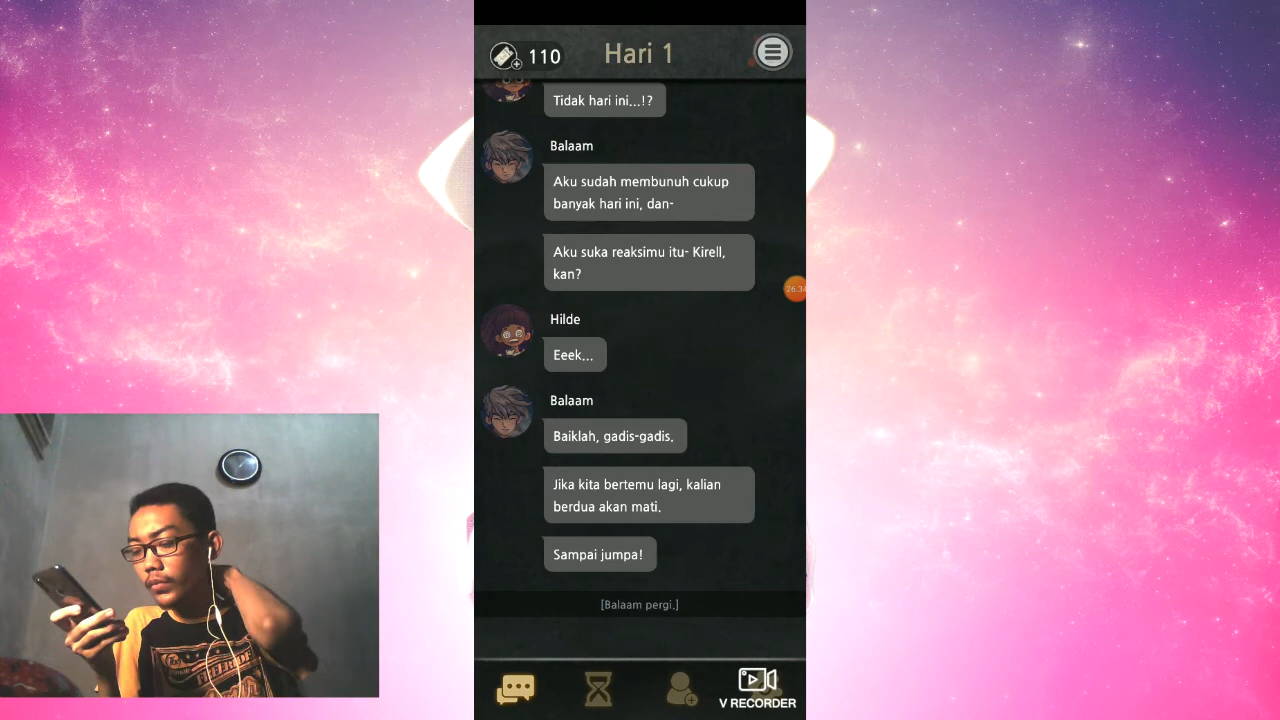 110
Hari 1
Tidak hari ini...!?
Balaam
Aku sudah membunuh cukup
banyak hari ini, dan-
Aku suka reaksimu itu- Kirell,
kan?
26:34
Hilde
Eeek...
Balaam
Baiklah, gadis-gadis.
Jika kita bertemu lagi, kalian
berdua akan mati.
Sampai jumpa!
[Balaam pergi.]
V RECORDER